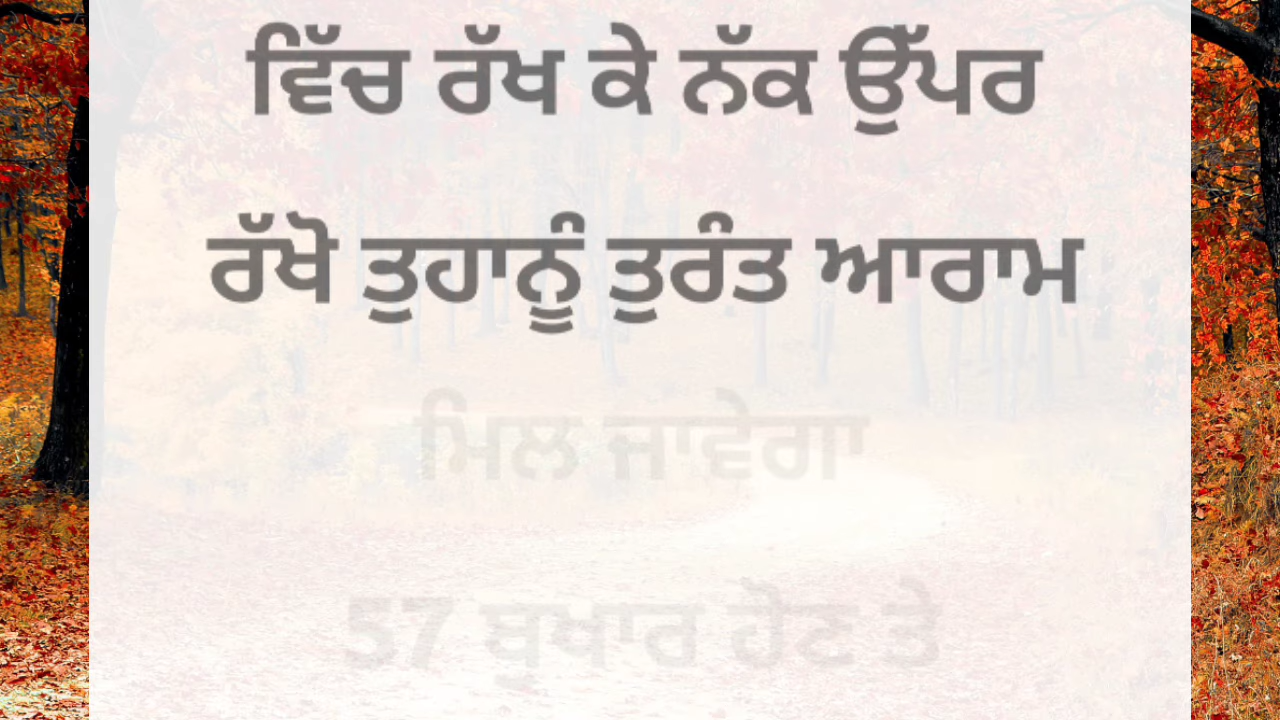 ਵਿੱਚ ਰੱਖ ਕੇ ਨੱਕ ਉੱਪਰ
ਰੱਖੋ ਤੁਹਾਨੂੰ ਤੁਰੰਤ ਆਰਾਮ
ਮਿਲ ਜਾਵੇਗਾ
57 ਬੁਖਾਰ ਹੋਣ ਤੇ